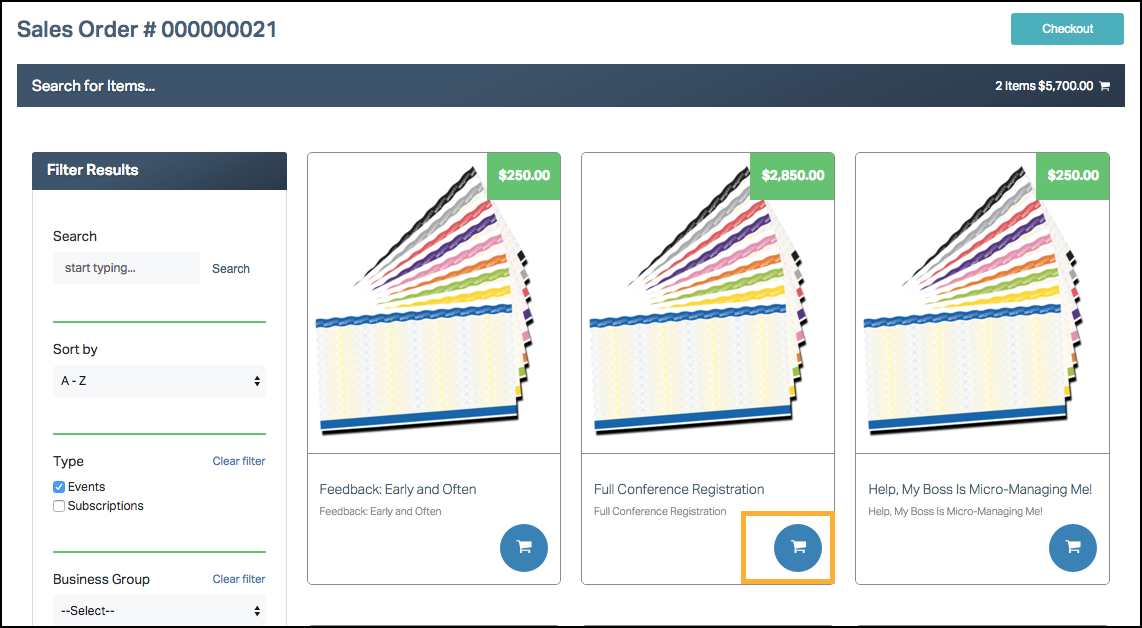 Sales Order # 000000021
Checkout
Search for Items...
2 Items $5,700.00
Filter Results
Search
start typing...
Search
Sort by
A - Z
Type
Clear filter
Events
Subscriptions
Business Group
Clear filter
--Select--
$250.00
Feedback: Early and Often
Feedback: Early and Often
$2,850.00
Full Conference Registration
Full Conference Registration
$250.00
Help, My Boss Is Micro-Managing Me!
Help, My Boss Is Micro-Managing Me!